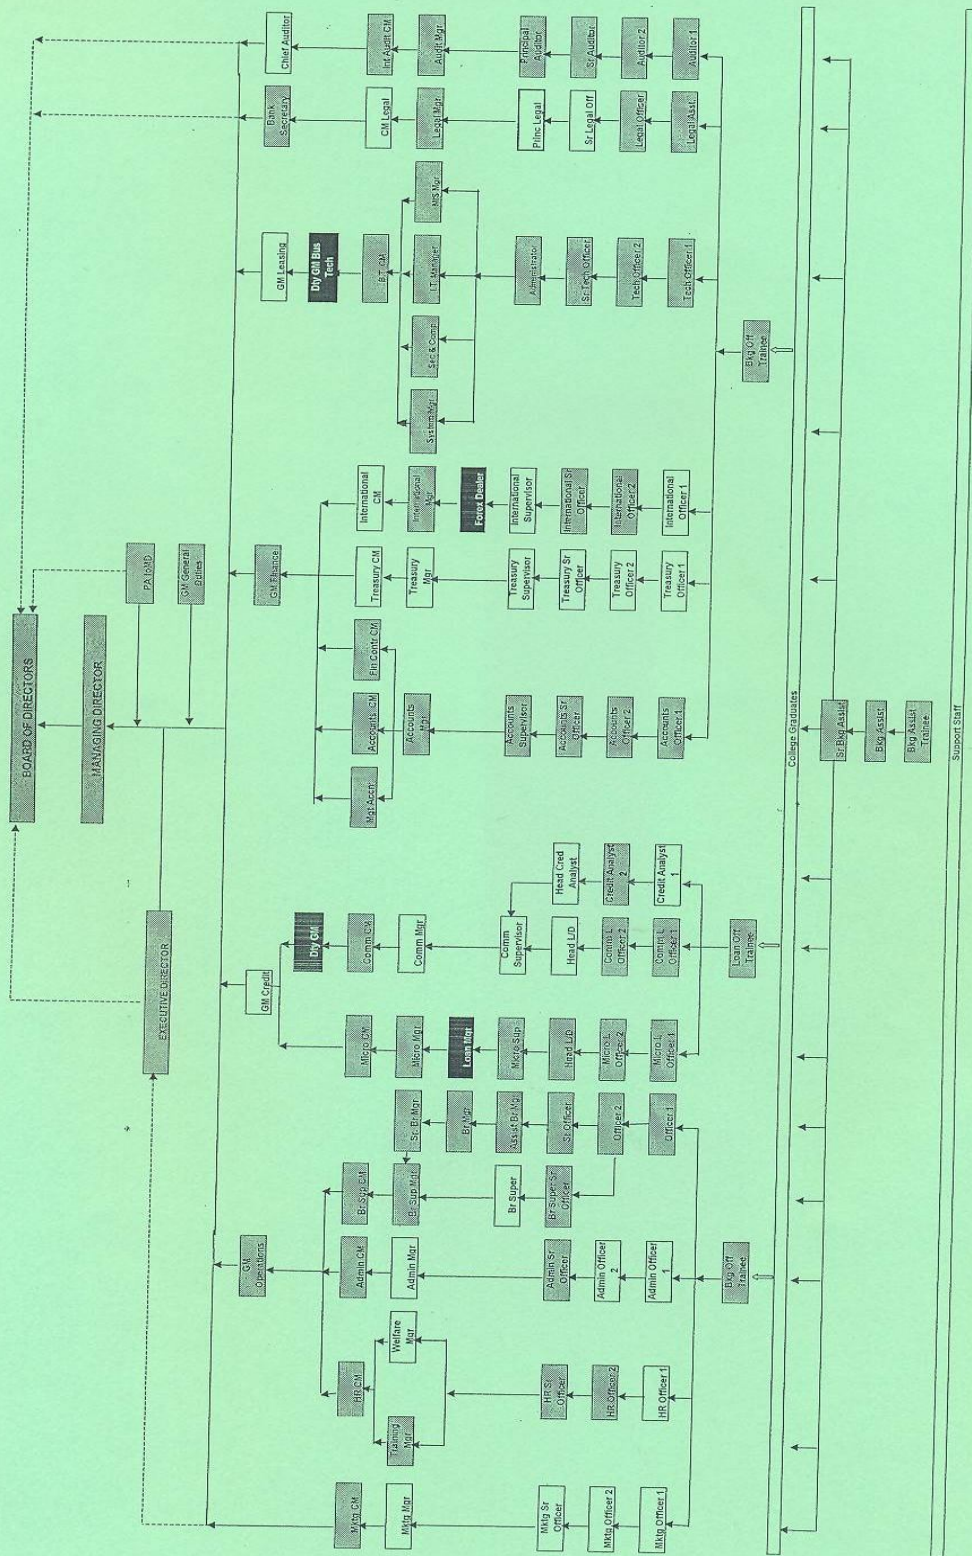 BOARD OF DIRECTORS
MANAGING DIRECTOR
PA TO MD
EXECUTIVE DIRECTOR
GM General
Duties
GM
Operations
GM Credit
GM Finance
GM Leasing
Bank
Secretary
Chief Auditor
Dty GM
Dty GM Bus
Tech
Mktg CM
HR CM
Admin CM
Br Sup CM
Micro CM
Comm CM
Mgt Accnt
Accounts CM
Fin Contr CM
Treasury CM
International
CM
B.T. CM
CM Legal
Int Audit CM
Mktg Mgr
Training
Mgr
Welfare
Mgr
Admin Mgr
Br Sup Mgr
Sr. Br Mgr
Micro Mgr
Comm Mgr
Accounts
Mgr
Treasury
Mgr
International
Mgr
System Mgr
Sec & Comp
I.T. Manager
MIS Mgr
Legal Mgr
Audit Mgr
Br Mgr
Loan Mgr
Forex Dealer
Br Super
Assist Br Mgr
Micro Sup
Comm
Supervisor
Accounts
Supervisor
Treasury
Supervisor
International
Supervisor
Administrator
Princ Legal
Principal
Auditor
Mktg Sr
Officer
HR Sr
Officer
Admin Sr
Officer
Br Super Sr
Officer
Sr Officer
Head L/D
Head L/D
Head Cred
Analyst
Accounts Sr
Officer
Treasury Sr
Officer
International Sr
Officer
Sr Tech Officer
Sr Legal Off
Sr Auditor
Mktg Officer 2
HR Officer 2
Admin Officer
2
Officer 2
Micro L
Officer 2
Comm L
Officer 2
Credit Analyst
2
Accounts
Officer 2
Treasury
Officer 2
International
Officer 2
Tech Officer 2
Legal Officer
Auditor 2
Mktg Officer 1
HR Officer 1
Admin Officer
1
Officer 1
Micro L
Officer 1
Comm L
Officer 1
Credit Analyst
1
Accounts
Officer 1
Treasury
Officer 1
International
Officer 1
Tech Officer 1
Legal Asst.
Auditor 1
Bkg Off
Trainee
Loan Off
Trainee
Bkg Off
Trainee
College Graduates
Sr Bkg Assist
Bkg Assist
Bkg Assist
Trainee
Support Staff